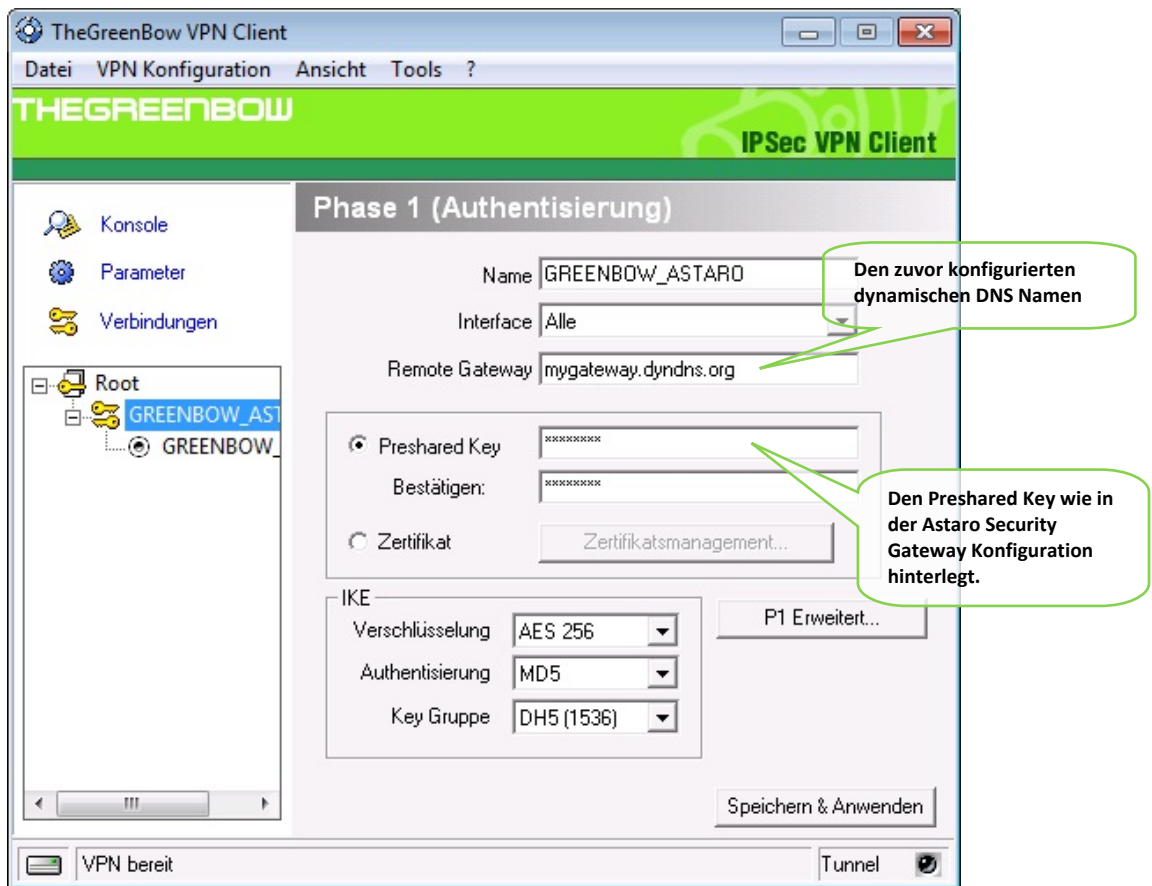 TheGreenBow VPN Client
Datei VPN Konfiguration Ansicht Tools ?
THEGREENBOW
IPSec VPN Client
Konsole
Parameter
Verbindungen
Root
GREENBOW_AST
GREENBOW_
Phase 1 (Authentisierung)
Name GREENBOW_ASTARO
Interface Alle
Remote Gateway mygateway.dyndns.org
Den zuvor konfigurierten
dynamischen DNS Namen
Preshared Key ********
Bestätigen: ********
Zertifikat Zertifikatsmanagement...
Den Preshared Key wie in
der Astaro Security
Gateway Konfiguration
hinterlegt.
IKE
Verschlüsselung AES 256
Authentisierung MD5
Key Gruppe DH5 (1536)
P1 Erweitert...
Speichern & Anwenden
VPN bereit
Tunnel